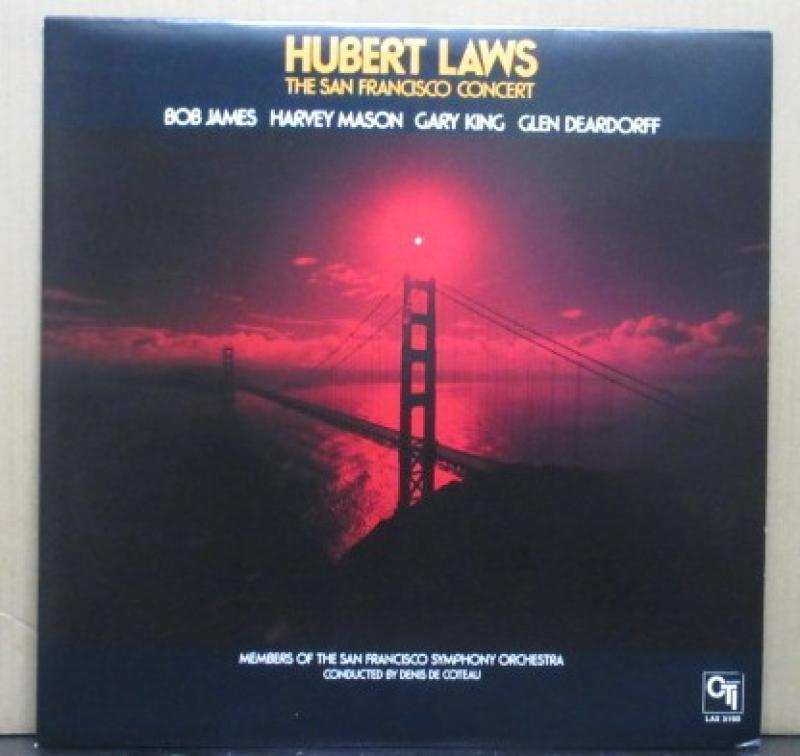 HUBERT LAWS
THE SAN FRANCISCO CONCERT
BOB JAMES HARVEY MASON GARY KING GLEN DEARDORFF
MEMBERS OF THE SAN FRANCISCO SYMPHONY ORCHESTRA
CONDUCTED BY DENIS DE COTEAU
CTI